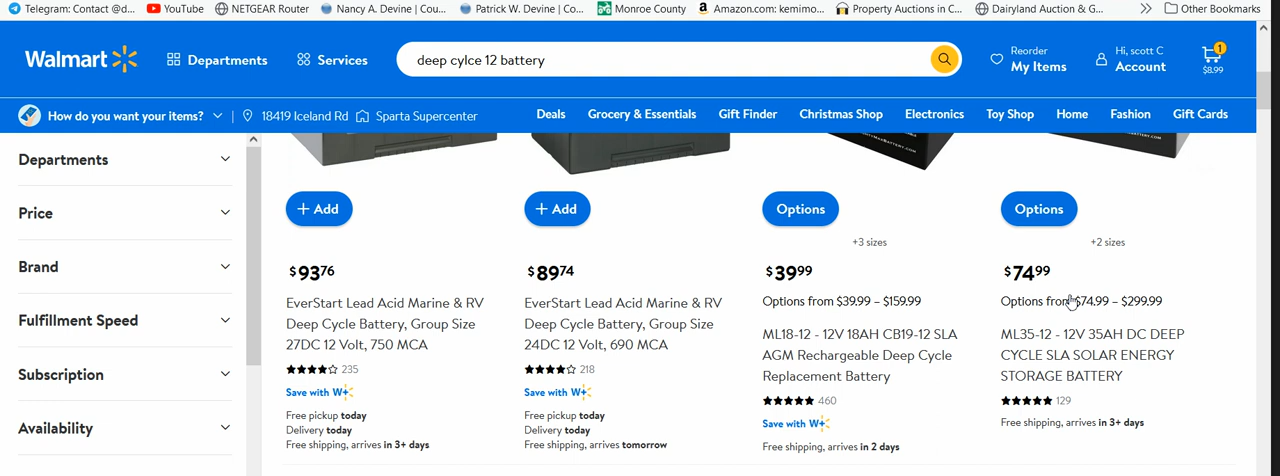 Telegram: Contact @d... YouTube NETGEAR Router Nancy A. Devine | Cou... Patrick W. Devine | Co... Monroe County Amazon.com: kemimo... Property Auctions in C... Dairyland Auction & G... Other Bookmarks
Walmart Departments Services deep cylce 12 battery Reorder My Items Hi, scott C Account 1 $8.99
How do you want your items? 18419 Iceland Rd Sparta Supercenter Deals Grocery & Essentials Gift Finder Christmas Shop Electronics Toy Shop Home Fashion Gift Cards
Departments
Price
Brand
Fulfillment Speed
Subscription
Availability
+ Add
$93.76
EverStart Lead Acid Marine & RV
Deep Cycle Battery, Group Size
27DC 12 Volt, 750 MCA
235
Save with W+
Free pickup today
Delivery today
Free shipping, arrives in 3+ days
+ Add
$89.74
EverStart Lead Acid Marine & RV
Deep Cycle Battery, Group Size
24DC 12 Volt, 690 MCA
218
Save with W+
Free pickup today
Delivery today
Free shipping, arrives tomorrow
Options
+3 sizes
$39.99
Options from $39.99 – $159.99
ML18-12 - 12V 18AH CB19-12 SLA
AGM Rechargeable Deep Cycle
Replacement Battery
460
Save with W+
Free shipping, arrives in 2 days
Options
+2 sizes
$74.99
Options from $74.99 – $299.99
ML35-12 - 12V 35AH DC DEEP
CYCLE SLA SOLAR ENERGY
STORAGE BATTERY
129
Free shipping, arrives in 3+ days